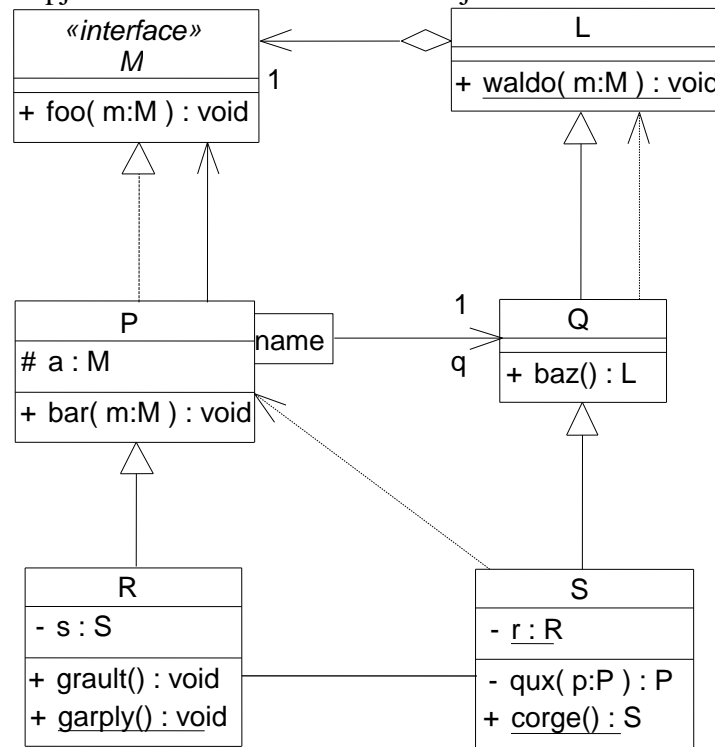 «interface»
M
+ foo( m:M ) : void
1
L
+ waldo( m:M ) : void
P
# a : M
+ bar( m:M ) : void
name
1
q
Q
+ baz() : L
R
- s : S
+ grault() : void
+ garply() : void
S
- r : R
- qux( p:P ) : P
+ corge() : S